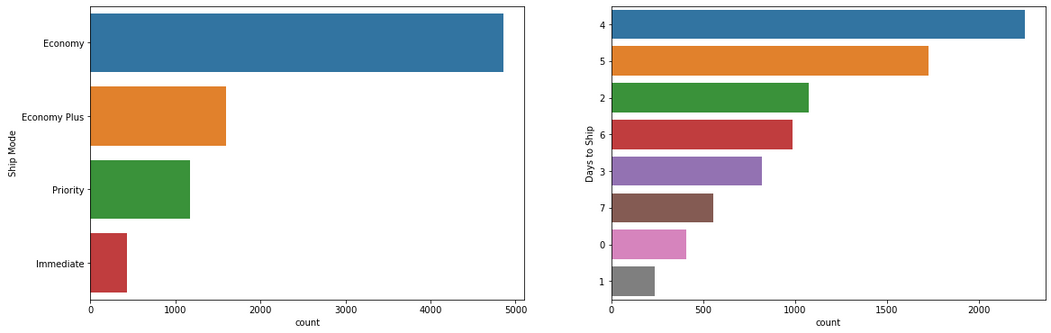 Ship Mode
Economy
Economy Plus
Priority
Immediate
0 1000 2000 3000 4000 5000
count
Days to Ship
4
5
2
6
3
7
0
1
0 500 1000 1500 2000
count